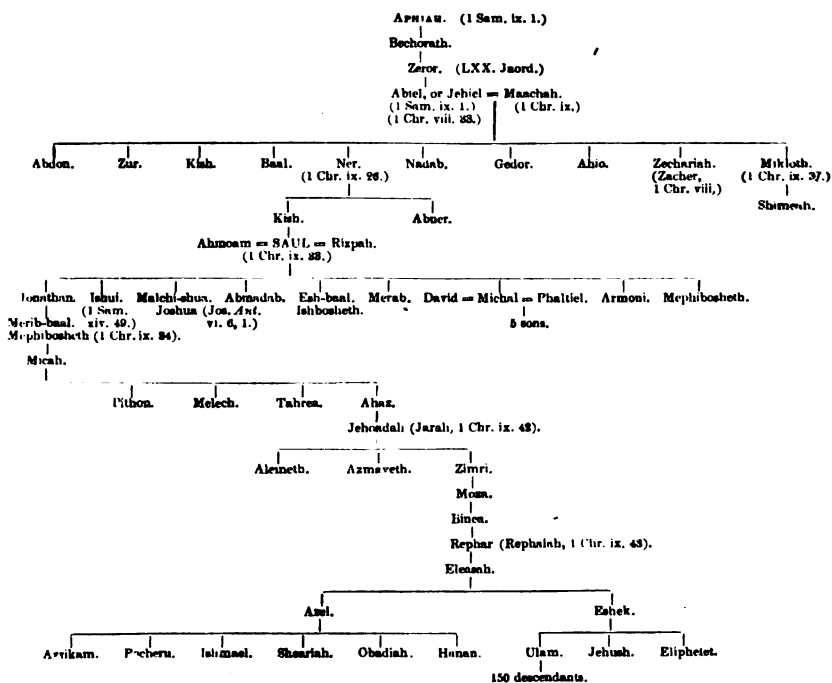 APHIAH. (1 Sam. ix. 1.)
Bechorath.
Zeror. (LXX. Jaord.)
Abiel, or Jehiel = Maachah.
(1 Sam. ix. 1.) (1 Chr. ix.)
(1 Chr. viii. 33.)
Abdon. Zur. Kish. Baal. Ner. Nadab. Gedor. Ahio. Zechariah. Mikloth.
(1 Chr. ix. 26.) (Zacher, (1 Chr. ix. 37.)
1 Chr. viii.)
Shimeah.
Kish. Abner.
Ahinoam = SAUL = Rizpah.
(1 Chr. ix. 33.)
Jonathan. Ishui. Malchi-shua. Abinadab. Esh-baal. Merab. David = Michal = Phaltiel. Armoni. Mephibosheth.
(1 Sam. Joshua (Jos. Ant. Ishbosheth.
Merib-baal. xiv. 49.) vi. 6, 1.) 5 sons.
Mephibosheth (1 Chr. ix. 34).
Micah.
Pithon. Melech. Tahrea. Ahaz.
Jehoadah (Jarah, 1 Chr. ix. 42).
Alemeth. Azmaveth. Zimri.
Moza.
Binea.
Rephar (Rephaiah, 1 Chr. ix. 43).
Eleasah.
Azel. Eshek.
Azrikam. Bocheru. Ishmael. Sheariah. Obadiah. Hanan. Ulam. Jehush. Eliphelet.
150 descendants.